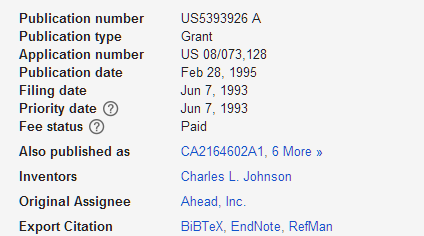 Publication number US5393926 A
Publication type Grant
Application number US 08/073,128
Publication date Feb 28, 1995
Filing date Jun 7, 1993
Priority date ? Jun 7, 1993
Fee status ? Paid
Also published as CA2164602A1, 6 More »
Inventors Charles L. Johnson
Original Assignee Ahead, Inc.
Export Citation BiBTeX, EndNote, RefMan